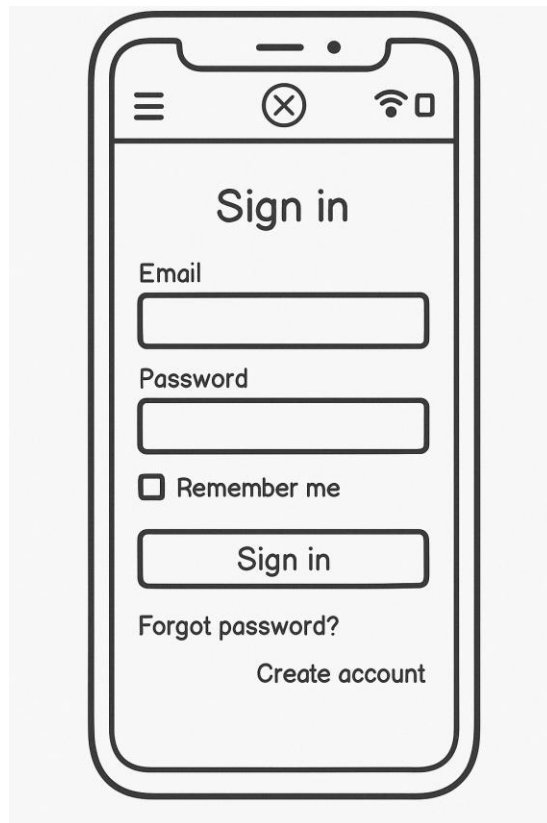 Sign in
Email
Password
Remember me
Sign in
Forgot password?
Create account